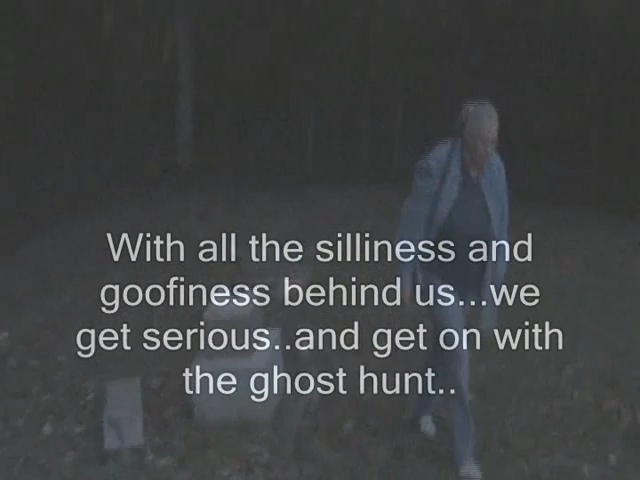 With all the silliness and
goofiness behind us...we
get serious..and get on with
the ghost hunt..